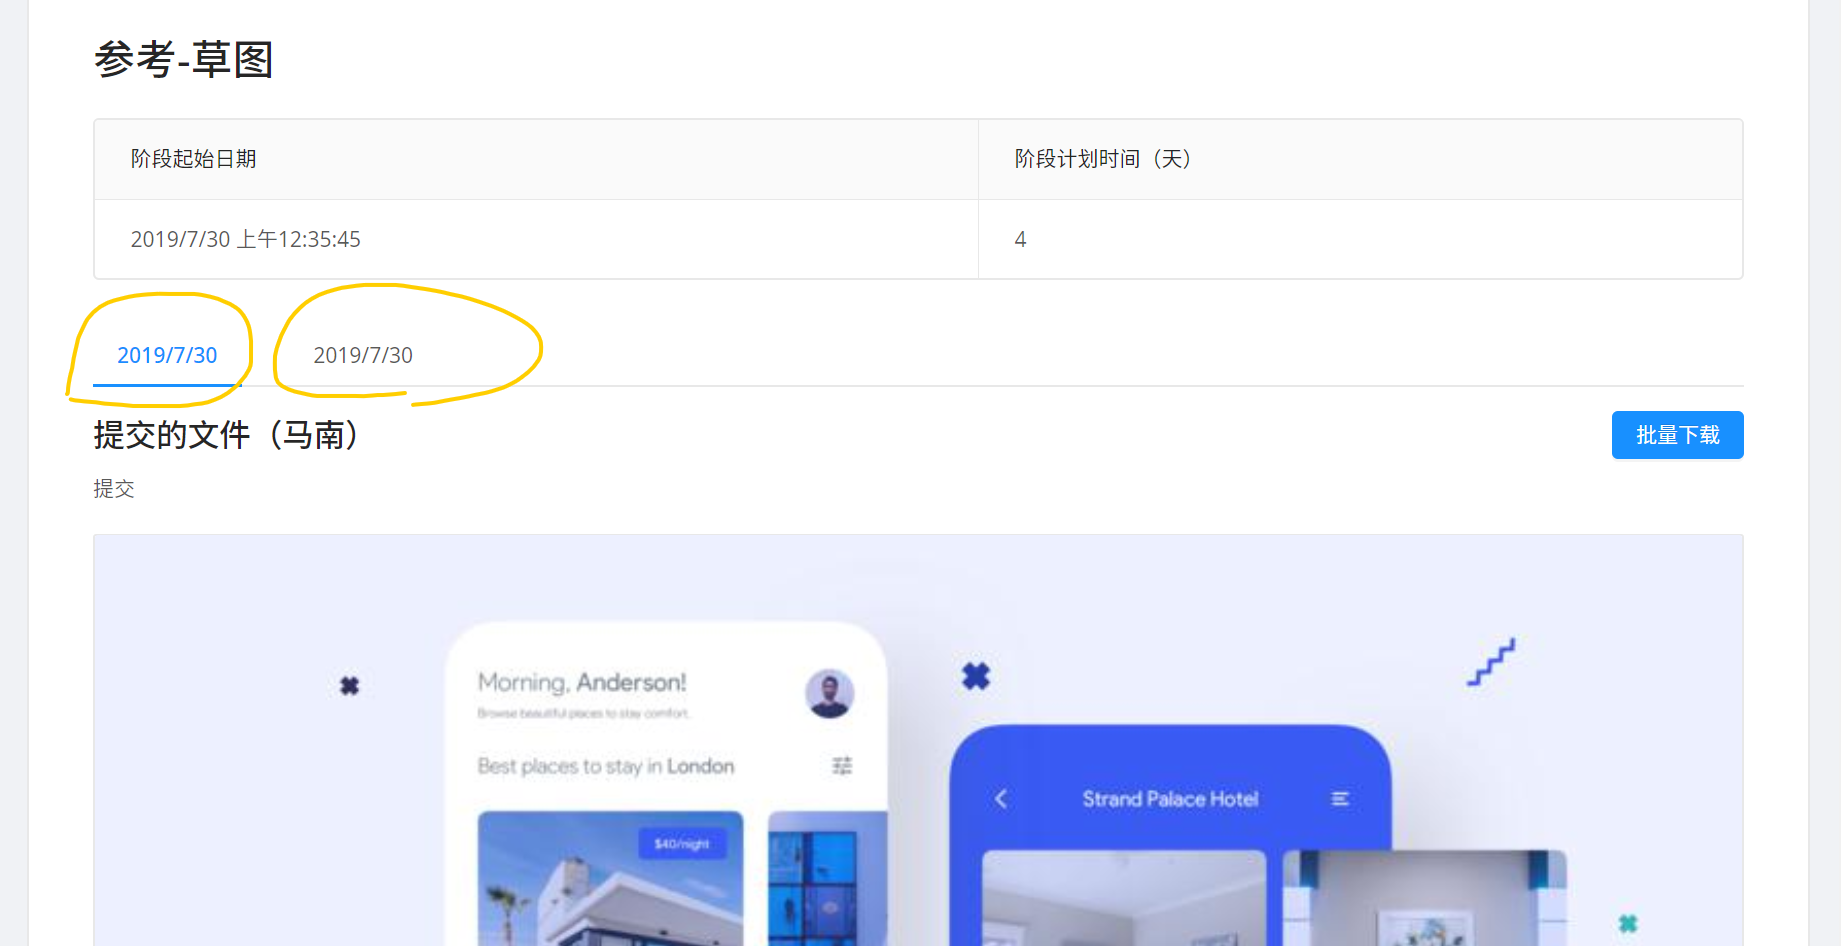 参考-草图
阶段起始日期
阶段计划时间（天）
2019/7/30 上午12:35:45
4
2019/7/30
2019/7/30
提交的文件（马南）
批量下载
提交
Morning, Anderson!
Browse beautiful places to stay comfort.
Best places to stay in London
Strand Palace Hotel
$40/night